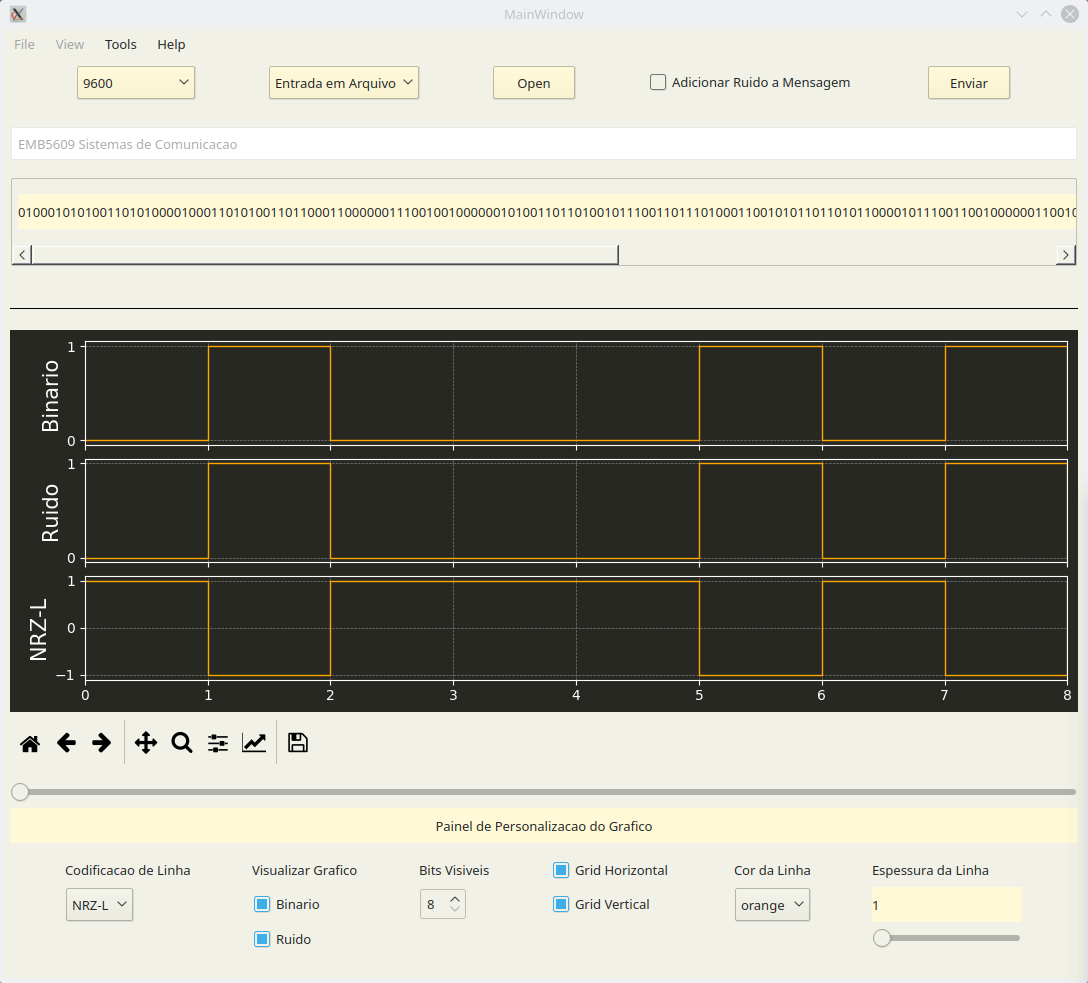 MainWindow
File View Tools Help
9600 Entrada em Arquivo Open Adicionar Ruido a Mensagem Enviar
EMB5609 Sistemas de Comunicacao
01000101010011010100001000110101001101100011000000111001001000000101001101101001011100110111010001100101011011010110000101110011001000000110010
1
Binario
0
1
Ruido
0
1
NRZ-L
0
−1
0 1 2 3 4 5 6 7 8
Painel de Personalizacao do Grafico
Codificacao de Linha Visualizar Grafico Bits Visiveis Grid Horizontal Cor da Linha Espessura da Linha
NRZ-L Binario 8 Grid Vertical orange 1
Ruido